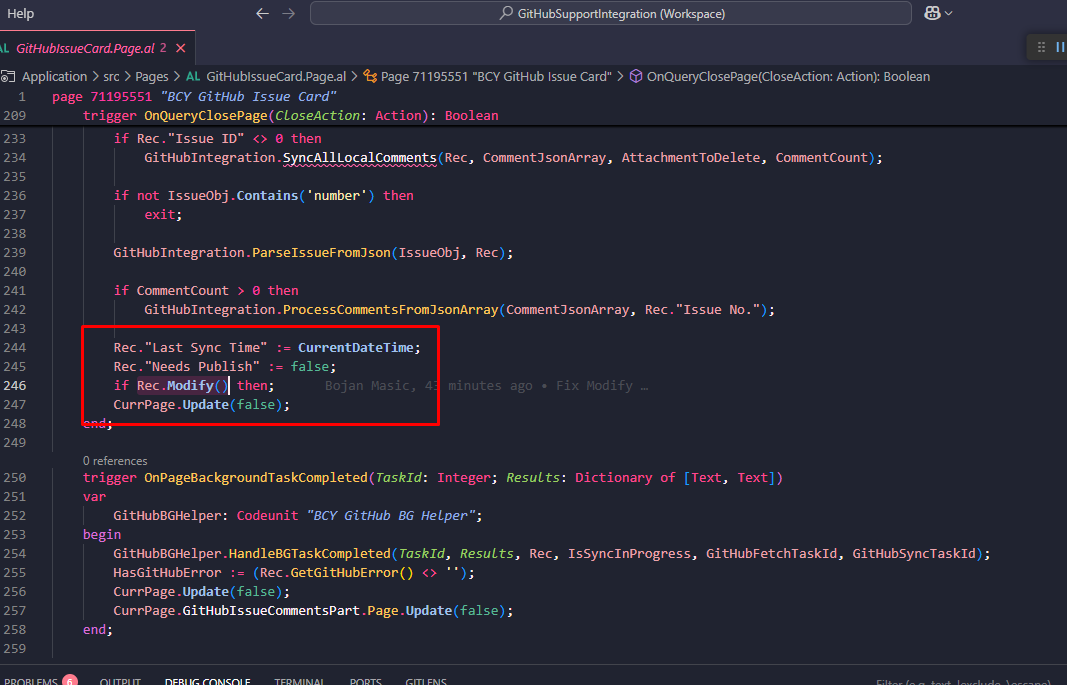 Help
GitHubSupportIntegration (Workspace)
AL GitHubIssueCard.Page.al 2
Application > src > Pages > AL GitHubIssueCard.Page.al > Page 71195551 "BCY GitHub Issue Card" > OnQueryClosePage(CloseAction: Action): Boolean
1 page 71195551 "BCY GitHub Issue Card"
209 trigger OnQueryClosePage(CloseAction: Action): Boolean
233 if Rec."Issue ID" <> 0 then
234 GitHubIntegration.SyncAllLocalComments(Rec, CommentJsonArray, AttachmentToDelete, CommentCount);
235
236 if not IssueObj.Contains('number') then
237 exit;
238
239 GitHubIntegration.ParseIssueFromJson(IssueObj, Rec);
240
241 if CommentCount > 0 then
242 GitHubIntegration.ProcessCommentsFromJsonArray(CommentJsonArray, Rec."Issue No.");
243
244 Rec."Last Sync Time" := CurrentDateTime;
245 Rec."Needs Publish" := false;
246 if Rec.Modify() then; Bojan Masic, 43 minutes ago • Fix Modify …
247 CurrPage.Update(false);
248 end;
249
0 references
250 trigger OnPageBackgroundTaskCompleted(TaskId: Integer; Results: Dictionary of [Text, Text])
251 var
252 GitHubBGHelper: Codeunit "BCY GitHub BG Helper";
253 begin
254 GitHubBGHelper.HandleBGTaskCompleted(TaskId, Results, Rec, IsSyncInProgress, GitHubFetchTaskId, GitHubSyncTaskId);
255 HasGitHubError := (Rec.GetGitHubError() <> '');
256 CurrPage.Update(false);
257 CurrPage.GitHubIssueCommentsPart.Page.Update(false);
258 end;
259
PROBLEMS 6 OUTPUT DEBUG CONSOLE TERMINAL PORTS GITLENS Filter (e.g. text, !exclude, \escape)